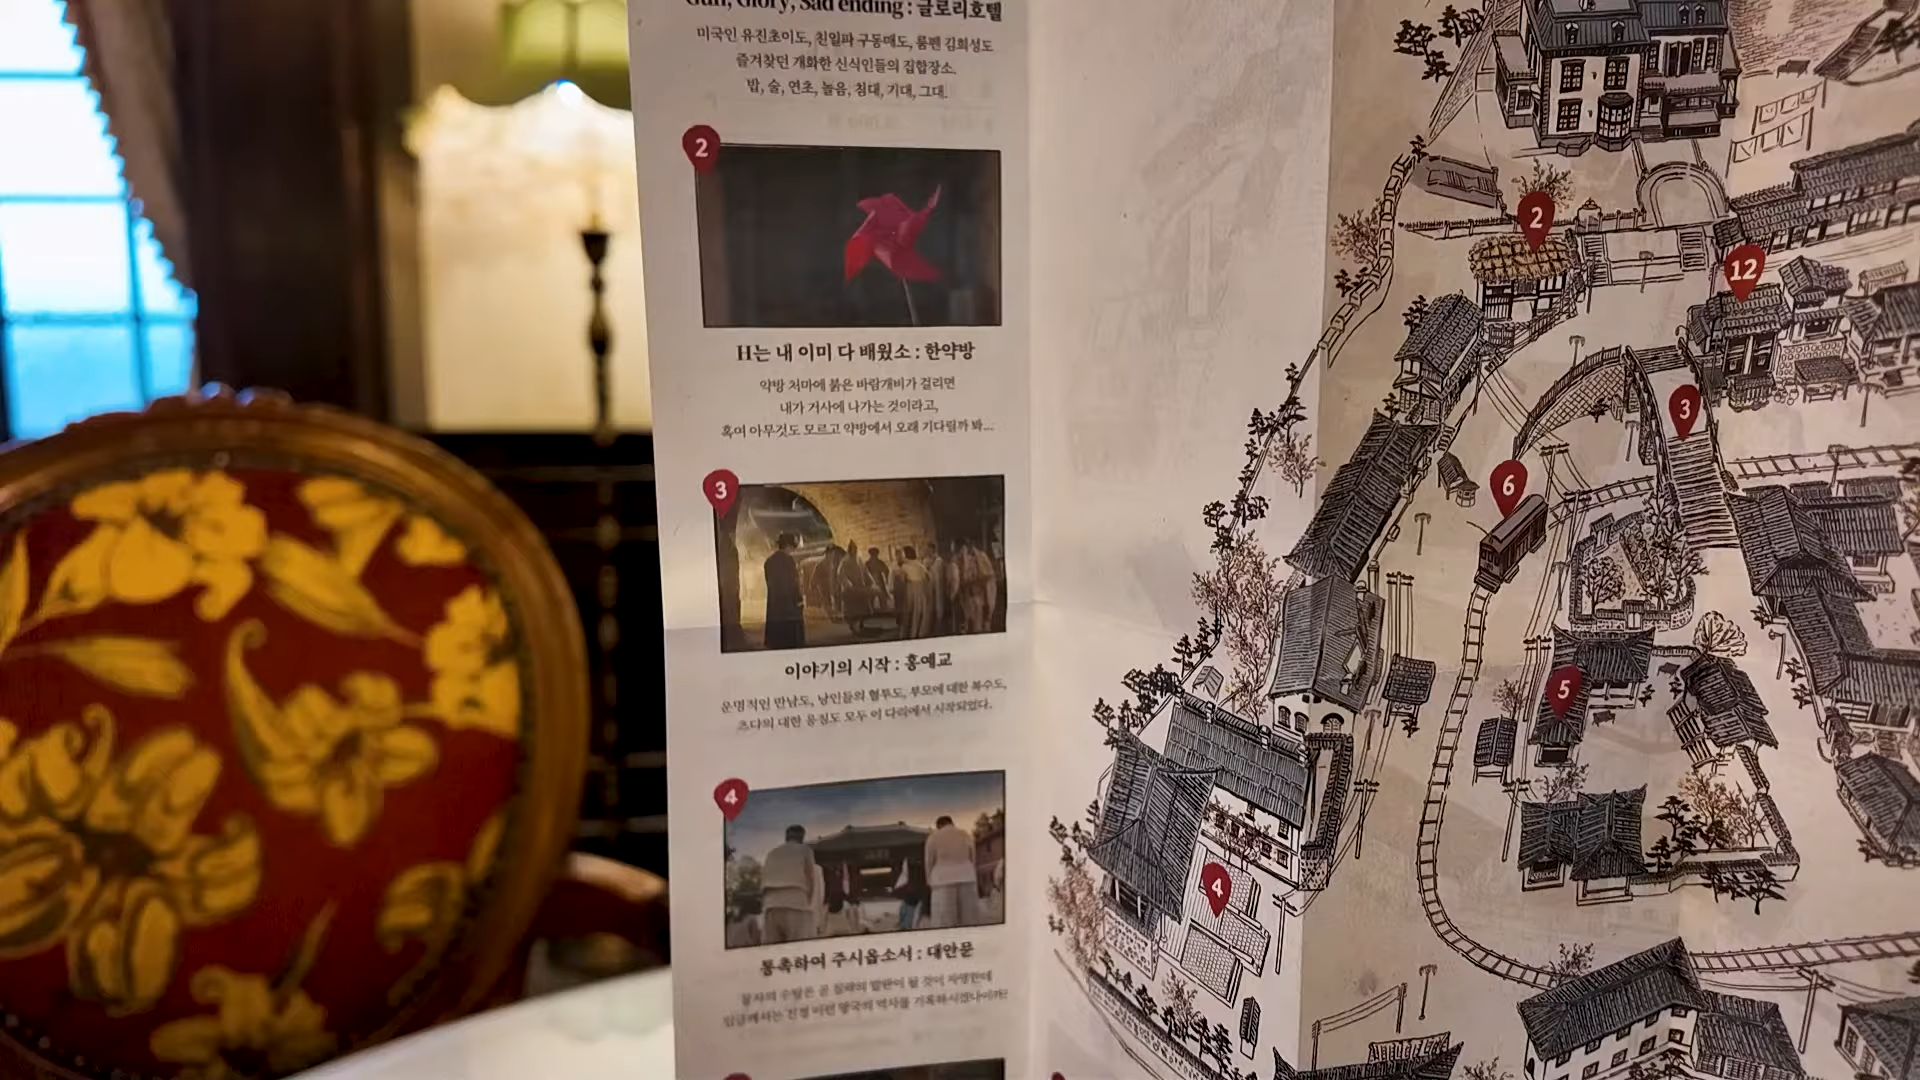 Gun, Glory, Sad ending : 글로리호텔
미국인 유진초이도, 친일파 구동매도, 룸펜 김희성도
즐겨찾던 개화한 신식인들의 집합장소.
밥, 술, 연초, 놀음, 침대, 기대, 그대.
2
H는 내 이미 다 배웠소 : 한약방
약방 처마에 붉은 바람개비가 걸리면
내가 거사에 나가는 것이라고,
혹여 아무것도 모르고 약방에서 오래 기다릴까 봐...
3
이야기의 시작 : 홍예교
운명적인 만남도, 낭인들의 혈투도, 부모에 대한 복수도,
츠다의 대한 응징도 모두 이 다리에서 시작되었다.
4
통촉하여 주시옵소서 : 대안문
2
12
3
6
5
4